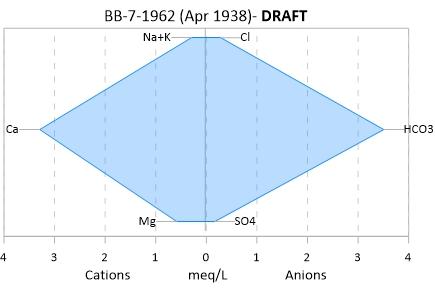 BB-7-1962 (Apr 1938)- DRAFT
Na+K Cl
Ca HCO3
Mg SO4
4 3 2 1 0 1 2 3 4
Cations meq/L Anions